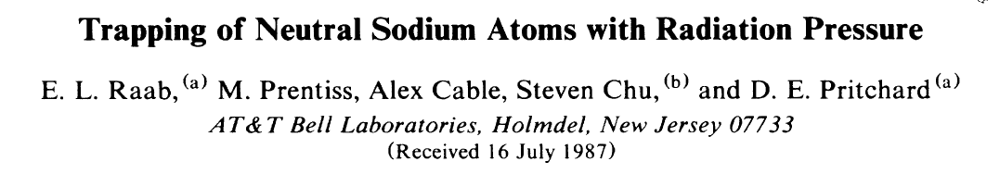 Trapping of Neutral Sodium Atoms with Radiation Pressure
E. L. Raab, (a) M. Prentiss, Alex Cable, Steven Chu, (b) and D. E. Pritchard (a)
AT&T Bell Laboratories, Holmdel, New Jersey 07733
(Received 16 July 1987)